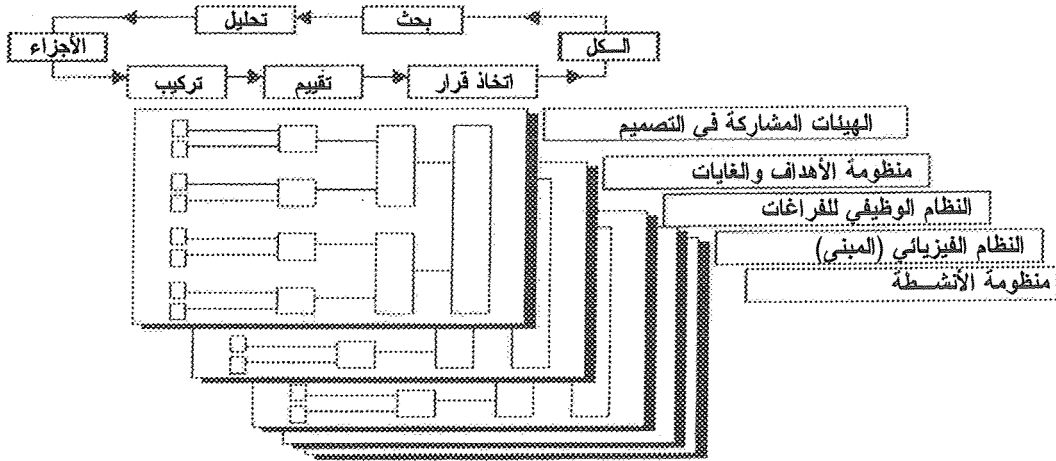 بحث
تحليل
الكل
الأجزاء
اتخاذ قرار
تقييم
تركيب
الهيئات المشاركة في التصميم
منظومة الأهداف والغايات
النظام الوظيفي للفراغات
النظام الفيزيائي (المبنى)
منظومة الأنشطة